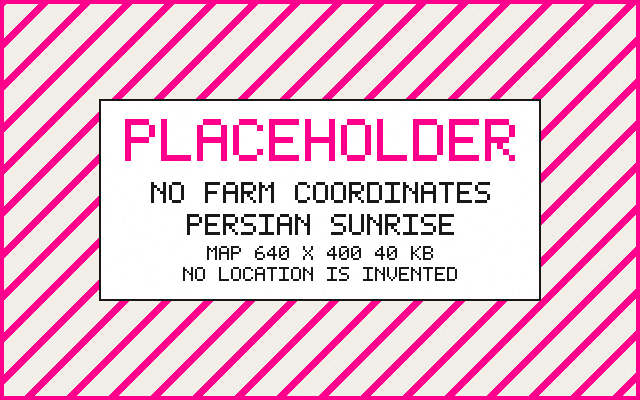 PLACEHOLDER
NO FARM COORDINATES
PERSIAN SUNRISE
MAP 640 X 400 40 KB
NO LOCATION IS INVENTED